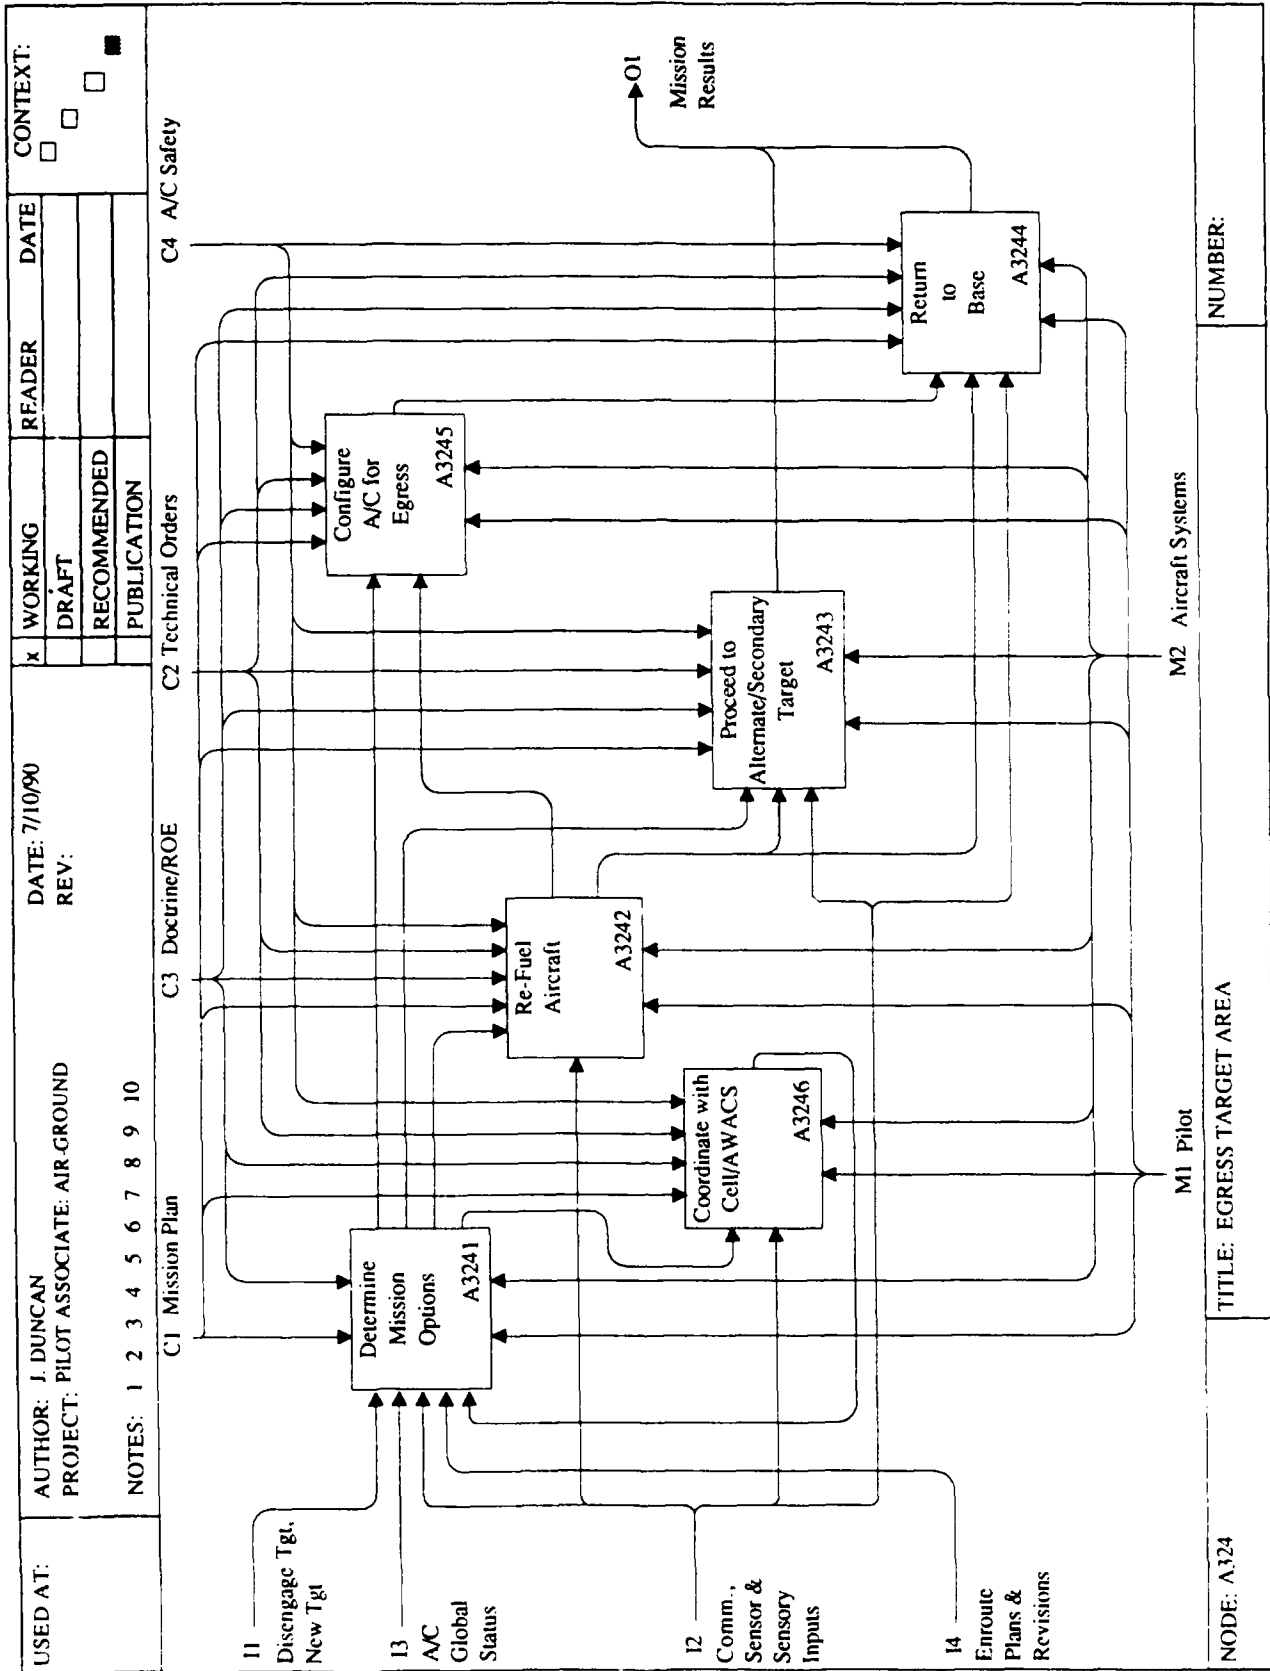 USED AT:
AUTHOR: J. DUNCAN
PROJECT: PILOT ASSOCIATE: AIR-GROUND
NOTES: 1 2 3 4 5 6 7 8 9 10
DATE: 7/10/90
REV:
x WORKING
DRAFT
RECOMMENDED
PUBLICATION
READER DATE
CONTEXT:
C1 Mission Plan
C3 Doctrine/ROE
C2 Technical Orders
C4 A/C Safety
I1
Disengage Tgt,
New Tgt
I3
A/C
Global
Status
I2
Comm.,
Sensor &
Sensory
Inputs
I4
Enroute
Plans &
Revisions
Determine
Mission
Options
A3241
Coordinate with
Cell/AWACS
A3246
Re-Fuel
Aircraft
A3242
Proceed to
Alternate/Secondary
Target
A3243
Configure
A/C for
Egress
A3245
Return
to
Base
A3244
O1
Mission
Results
M1 Pilot
M2 Aircraft Systems
NODE: A324
TITLE: EGRESS TARGET AREA
NUMBER: